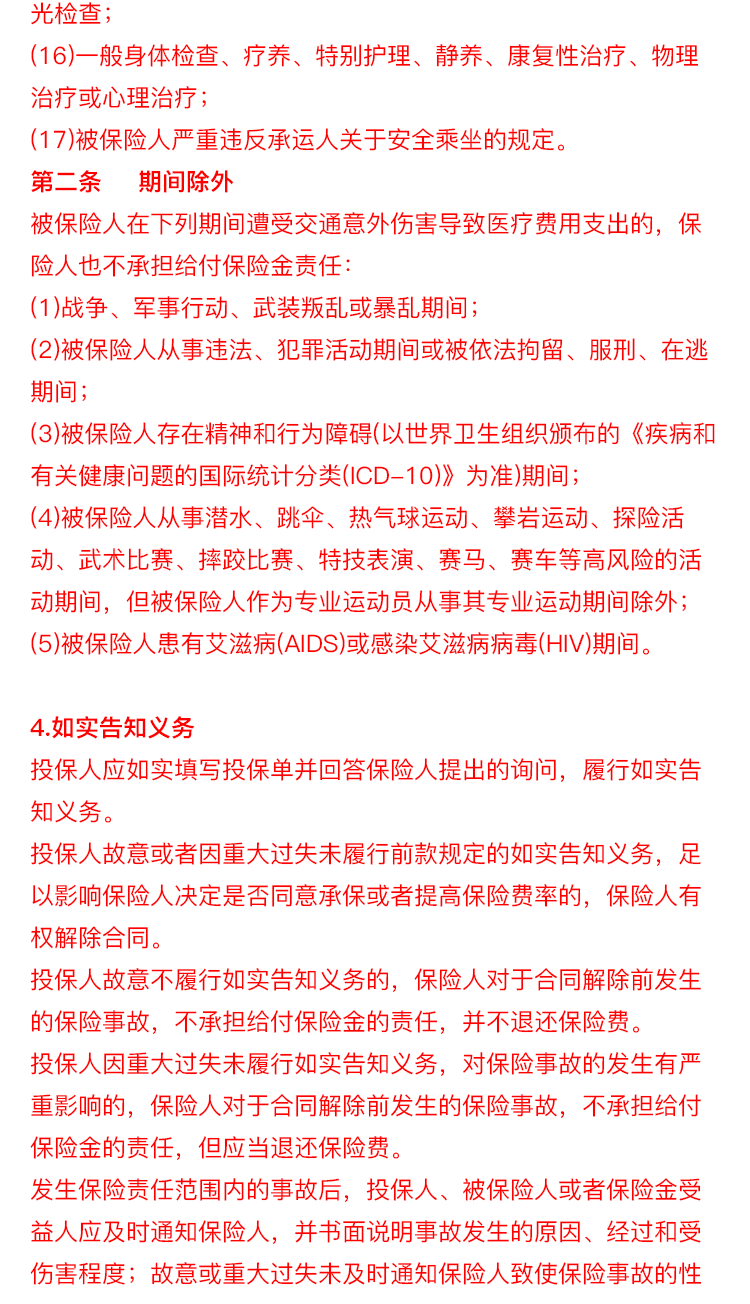 光检查；
(16)一般身体检查、疗养、特别护理、静养、康复性治疗、物理
治疗或心理治疗；
(17)被保险人严重违反承运人关于安全乘坐的规定。
第二条　期间除外
被保险人在下列期间遭受交通意外伤害导致医疗费用支出的，保
险人也不承担给付保险金责任：
(1)战争、军事行动、武装叛乱或暴乱期间；
(2)被保险人从事违法、犯罪活动期间或被依法拘留、服刑、在逃
期间；
(3)被保险人存在精神和行为障碍(以世界卫生组织颁布的《疾病和
有关健康问题的国际统计分类(ICD-10)》为准)期间；
(4)被保险人从事潜水、跳伞、热气球运动、攀岩运动、探险活
动、武术比赛、摔跤比赛、特技表演、赛马、赛车等高风险的活
动期间，但被保险人作为专业运动员从事其专业运动期间除外；
(5)被保险人患有艾滋病(AIDS)或感染艾滋病病毒(HIV)期间。
4.如实告知义务
投保人应如实填写投保单并回答保险人提出的询问，履行如实告
知义务。
投保人故意或者因重大过失未履行前款规定的如实告知义务，足
以影响保险人决定是否同意承保或者提高保险费率的，保险人有
权解除合同。
投保人故意不履行如实告知义务的，保险人对于合同解除前发生
的保险事故，不承担给付保险金的责任，并不退还保险费。
投保人因重大过失未履行如实告知义务，对保险事故的发生有严
重影响的，保险人对于合同解除前发生的保险事故，不承担给付
保险金的责任，但应当退还保险费。
发生保险责任范围内的事故后，投保人、被保险人或者保险金受
益人应及时通知保险人，并书面说明事故发生的原因、经过和受
伤害程度；故意或重大过失未及时通知保险人致使保险事故的性